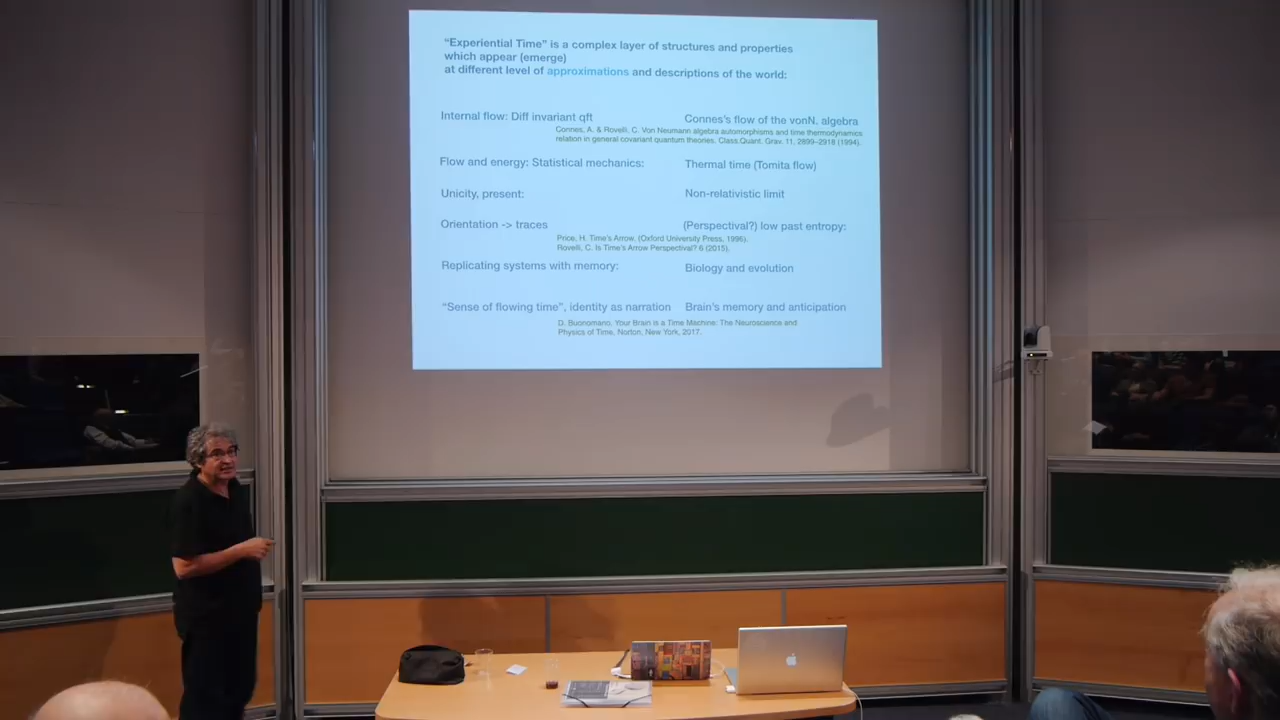 “Experiential Time” is a complex layer of structures and properties
which appear (emerge)
at different level of approximations and descriptions of the world:
Internal flow: Diff invariant qft
Connes’s flow of the vonN. algebra
Connes, A. & Rovelli, C. Von Neumann algebra automorphisms and time thermodynamics
relation in general covariant quantum theories. Class.Quant. Grav. 11, 2899–2918 (1994).
Flow and energy: Statistical mechanics:
Thermal time (Tomita flow)
Unicity, present:
Non-relativistic limit
Orientation -> traces
(Perspectival?) low past entropy:
Price, H. Time’s Arrow. (Oxford University Press, 1996).
Rovelli, C. Is Time’s Arrow Perspectival? 6 (2015).
Replicating systems with memory:
Biology and evolution
“Sense of flowing time”, identity as narration
Brain’s memory and anticipation
D. Buonomano, Your Brain is a Time Machine: The Neuroscience and
Physics of Time, Norton, New York, 2017.